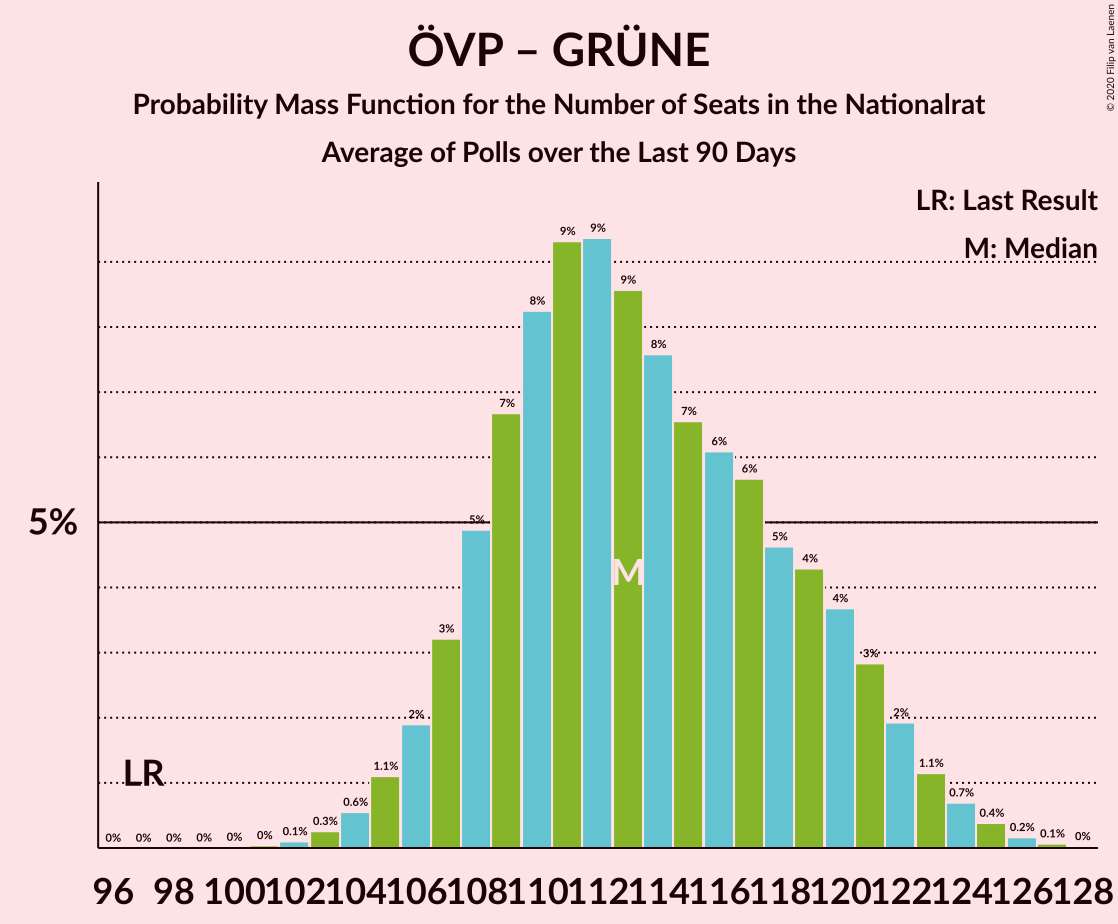 ÖVP – GRÜNE
Probability Mass Function for the Number of Seats in the Nationalrat
Average of Polls over the Last 90 Days
© 2020 Filip van Laenen
LR: Last Result
M: Median
5%
0% 0% 0% 0% 0% 0% 0.1% 0.3% 0.6% 1.1% 2% 3% 5% 7% 8% 9% 9% 9% 8% 7% 6% 6% 5% 4% 4% 3% 2% 1.1% 0.7% 0.4% 0.2% 0.1% 0%
M
LR
96 98 100 102 104 106 108 110 112 114 116 118 120 122 124 126 128